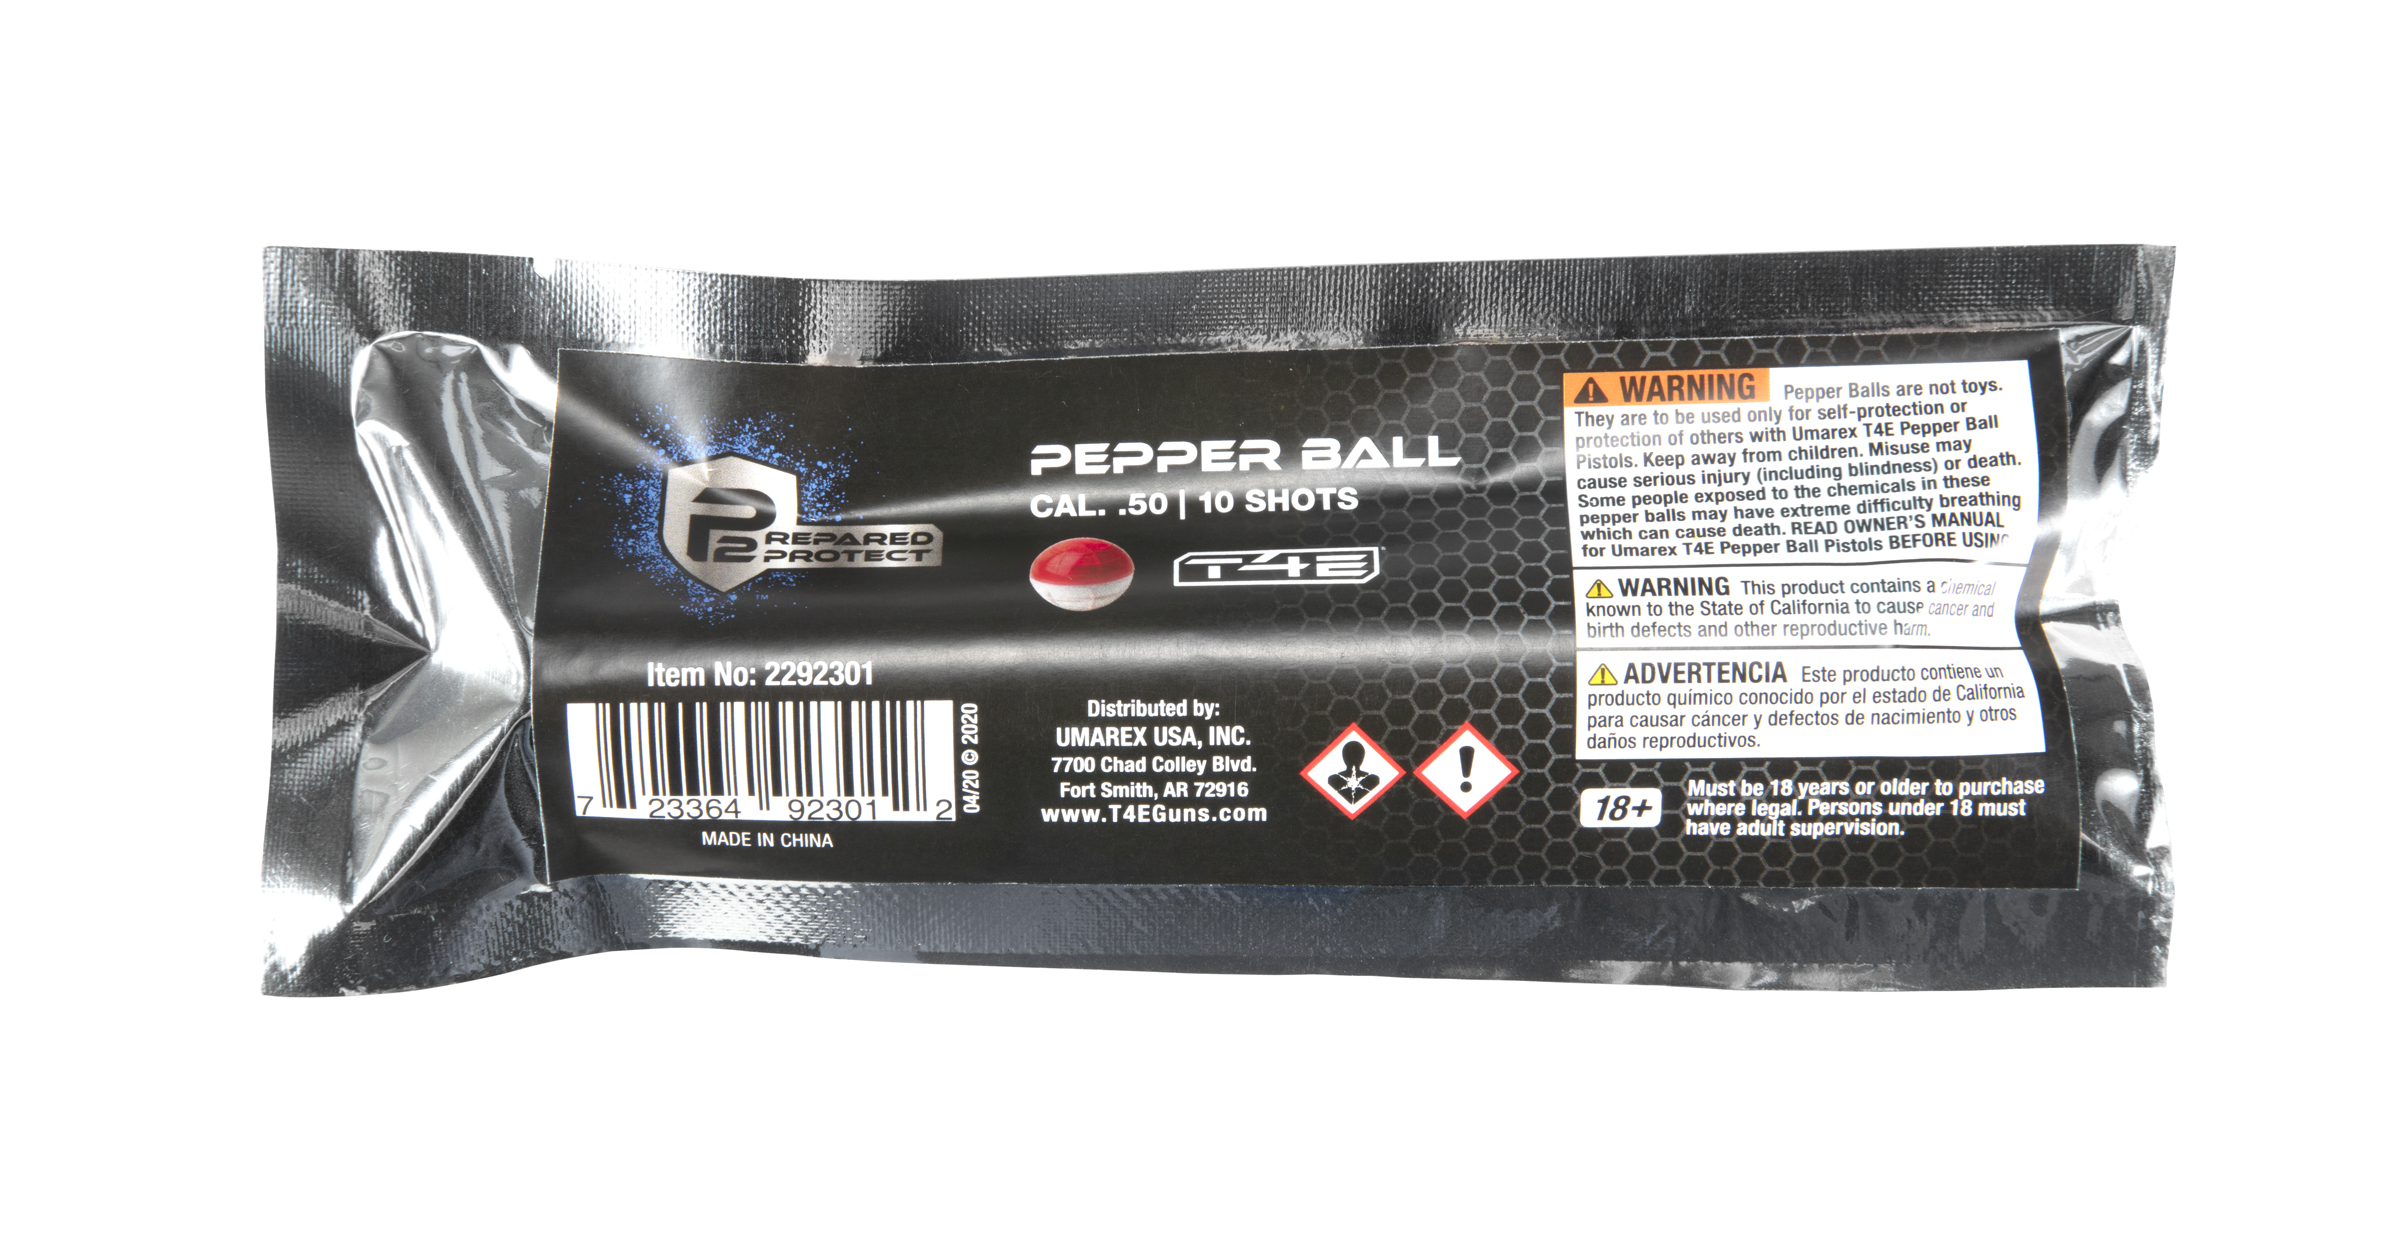 P2
REPARED
PROTECT
TM
PEPPER BALL
CAL. .50 | 10 SHOTS
T4E
Item No: 2292301
7 23364 92301 2
04/20 © 2020
MADE IN CHINA
Distributed by:
UMAREX USA, INC.
7700 Chad Colley Blvd.
Fort Smith, AR 72916
www.T4EGuns.com
WARNING Pepper Balls are not toys.
They are to be used only for self-protection or
protection of others with Umarex T4E Pepper Ball
Pistols. Keep away from children. Misuse may
cause serious injury (including blindness) or death.
Some people exposed to the chemicals in these
pepper balls may have extreme difficulty breathing
which can cause death. READ OWNER'S MANUAL
for Umarex T4E Pepper Ball Pistols BEFORE USING
WARNING This product contains a chemical
known to the State of California to cause cancer and
birth defects and other reproductive harm.
ADVERTENCIA Este producto contiene un
producto químico conocido por el estado de California
para causar cáncer y defectos de nacimiento y otros
daños reproductivos.
18+
Must be 18 years or older to purchase
where legal. Persons under 18 must
have adult supervision.